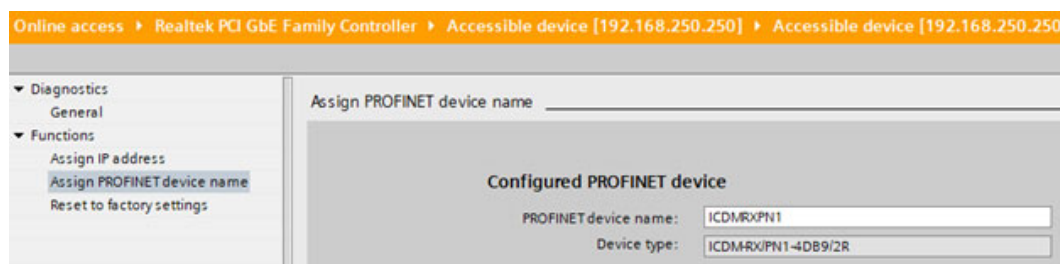 Online access ▸ Realtek PCI GbE Family Controller ▸ Accessible device [192.168.250.250] ▸ Accessible device [192.168.250.250
▼ Diagnostics
General
▼ Functions
Assign IP address
Assign PROFINET device name
Reset to factory settings
Assign PROFINET device name
Configured PROFINET device
PROFINET device name: ICDMRXPN1
Device type: ICDM-RX/PN1-4DB9/2R